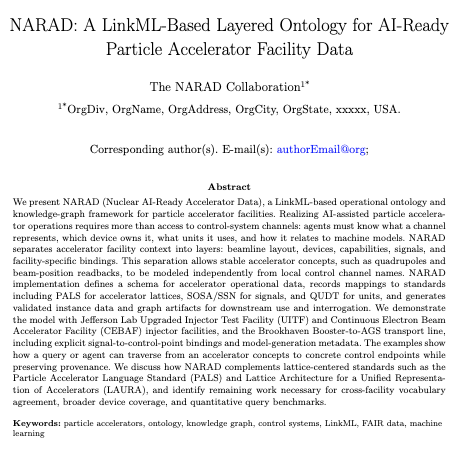 NARAD: A LinkML-Based Layered Ontology for AI-Ready
Particle Accelerator Facility Data
The NARAD Collaboration1*
1*OrgDiv, OrgName, OrgAddress, OrgCity, OrgState, xxxxx, USA.
Corresponding author(s). E-mail(s): authorEmail@org;
Abstract
We present NARAD (Nuclear AI-Ready Accelerator Data), a LinkML-based operational ontology and
knowledge-graph framework for particle accelerator facilities. Realizing AI-assisted particle accelera-
tor operations requires more than access to control-system channels: agents must know what a channel
represents, which device owns it, what units it uses, and how it relates to machine models. NARAD
separates accelerator facility context into layers: beamline layout, devices, capabilities, signals, and
facility-specific bindings. This separation allows stable accelerator concepts, such as quadrupoles and
beam-position readbacks, to be modeled independently from local control channel names. NARAD
implementation defines a schema for accelerator operational data, records mappings to standards
including PALS for accelerator lattices, SOSA/SSN for signals, and QUDT for units, and generates
validated instance data and graph artifacts for downstream use and interrogation. We demonstrate
the model with Jefferson Lab Upgraded Injector Test Facility (UITF) and Continuous Electron Beam
Accelerator Facility (CEBAF) injector facilities, and the Brookhaven Booster-to-AGS transport line,
including explicit signal-to-control-point bindings and model-generation metadata. The examples show
how a query or agent can traverse from an accelerator concepts to concrete control endpoints while
preserving provenance. We discuss how NARAD complements lattice-centered standards such as the
Particle Accelerator Language Standard (PALS) and Lattice Architecture for a Unified Representa-
tion of Accelerators (LAURA), and identify remaining work necessary for cross-facility vocabulary
agreement, broader device coverage, and quantitative query benchmarks.
Keywords: particle accelerators, ontology, knowledge graph, control systems, LinkML, FAIR data, machine
learning